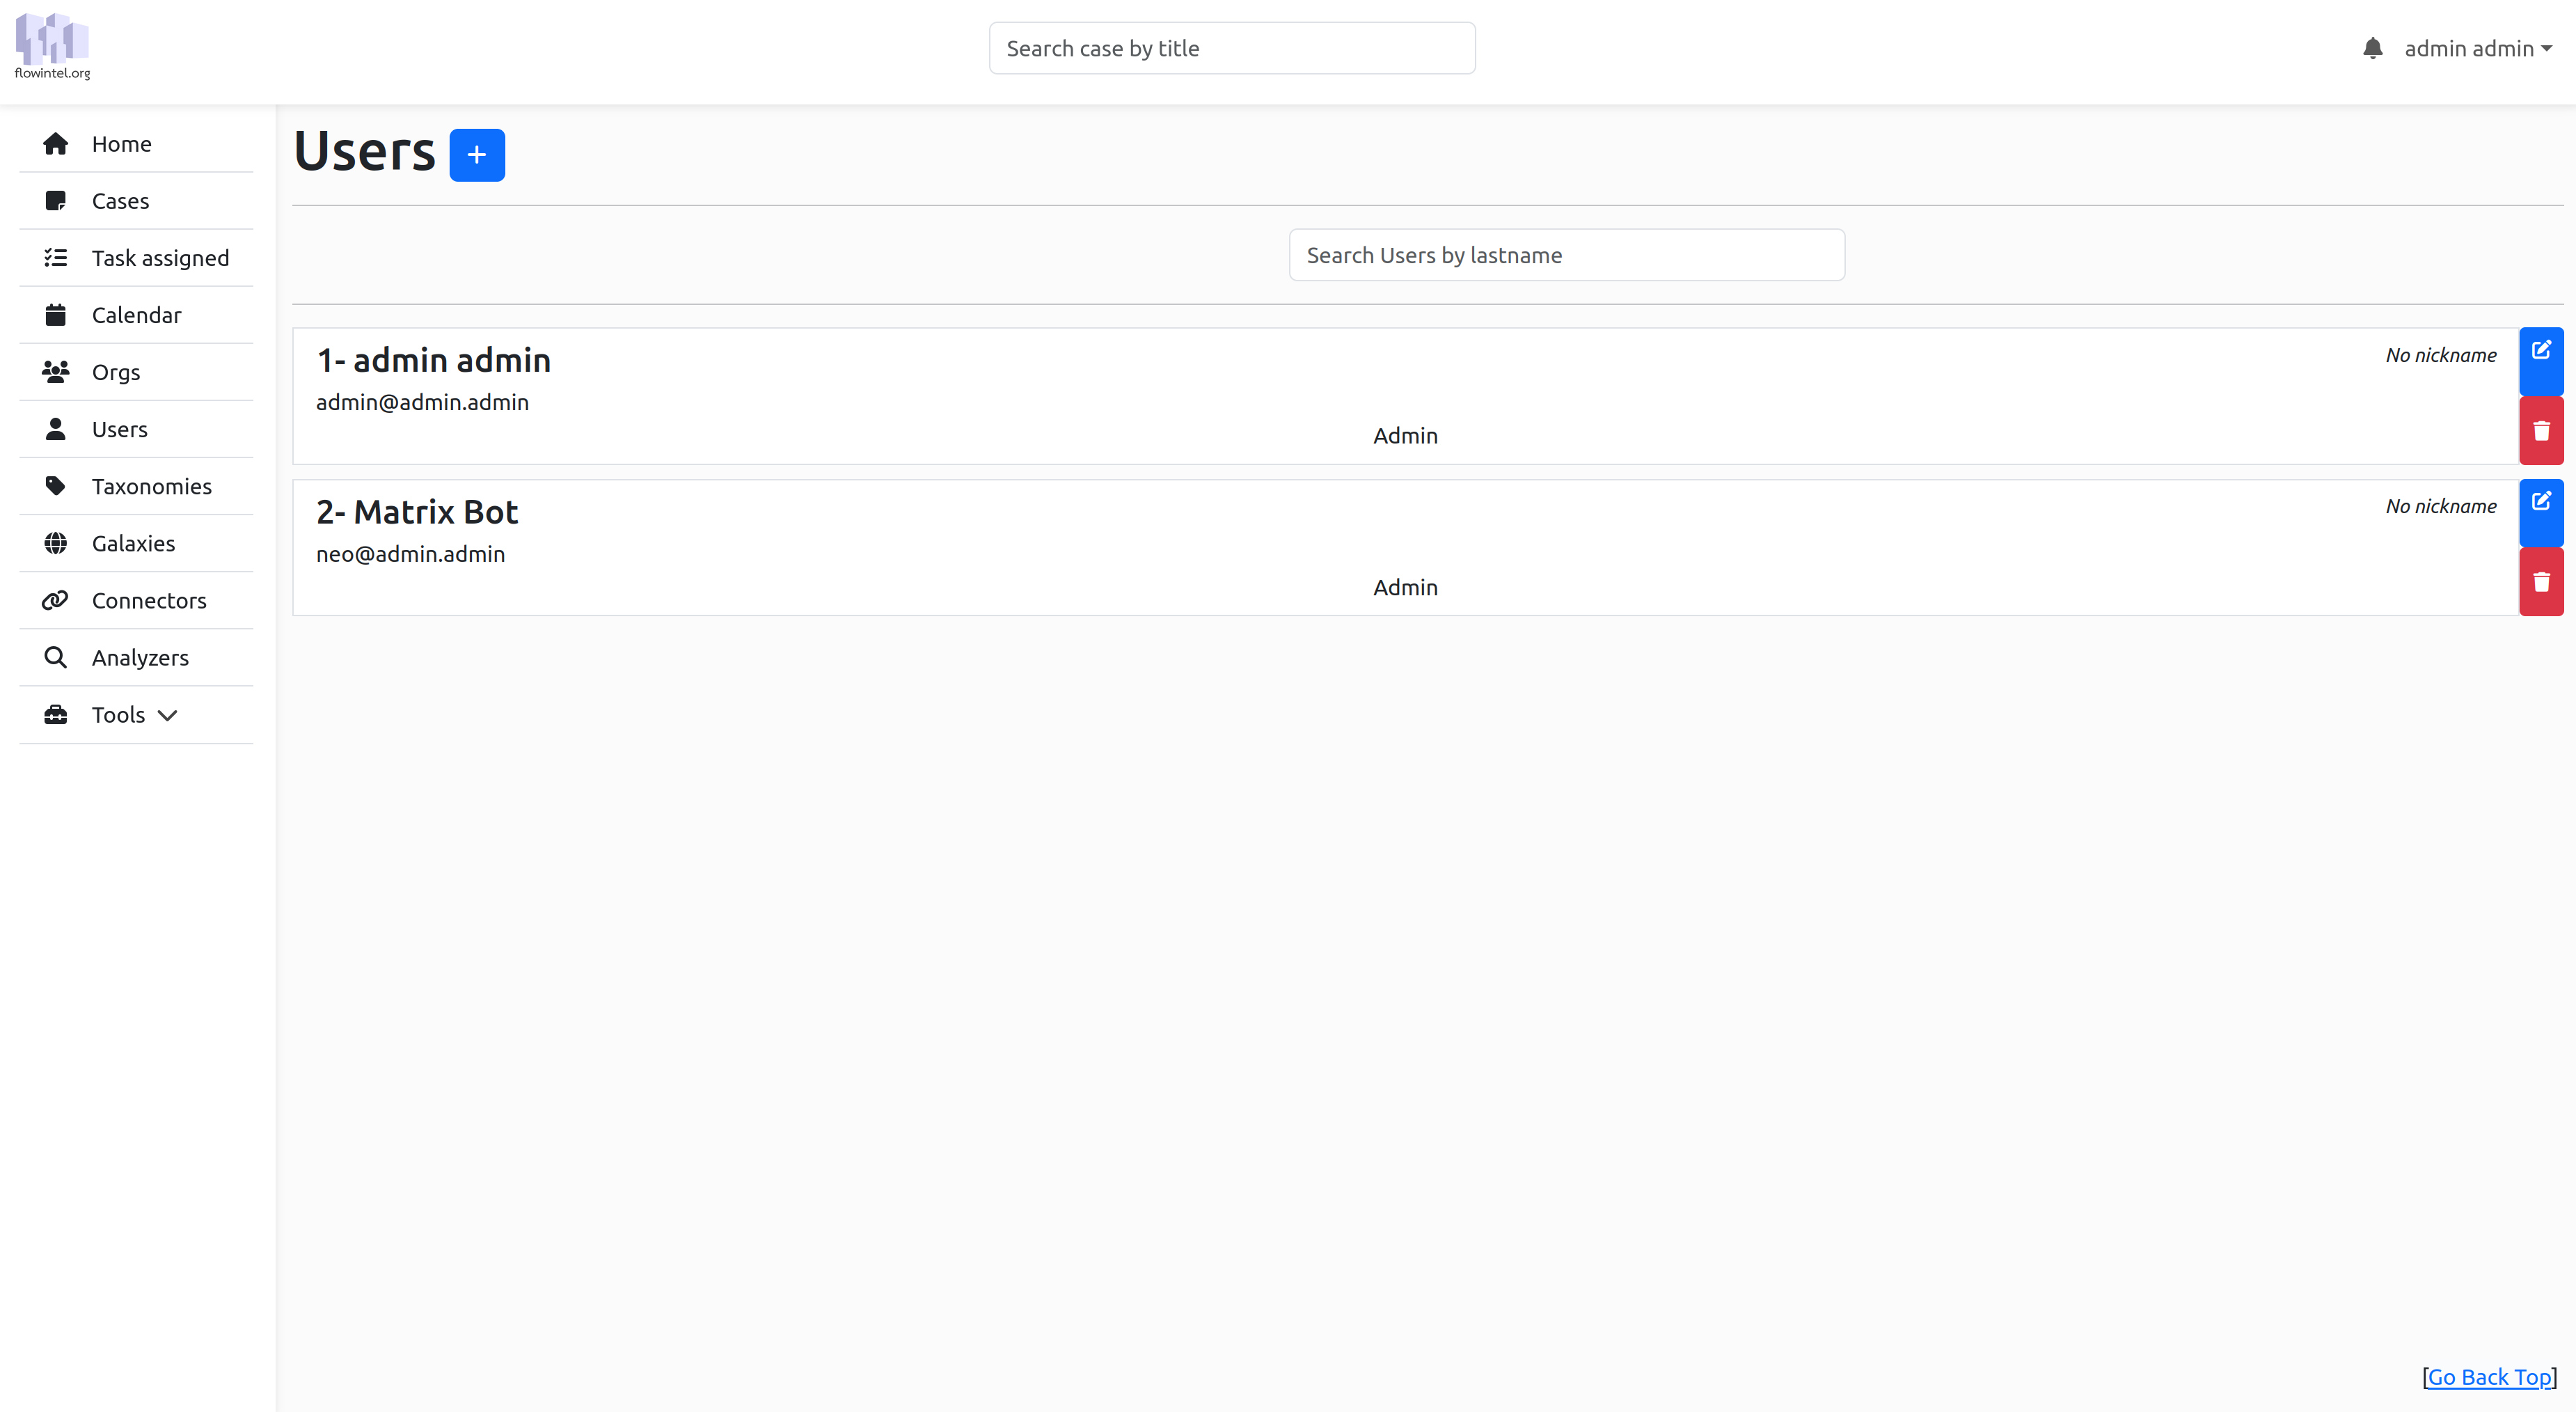 flowintel.org
Search case by title
admin admin
Home
Cases
Task assigned
Calendar
Orgs
Users
Taxonomies
Galaxies
Connectors
Analyzers
Tools
Users +
Search Users by lastname
1- admin admin
No nickname
admin@admin.admin
Admin
2- Matrix Bot
No nickname
neo@admin.admin
Admin
[Go Back Top]